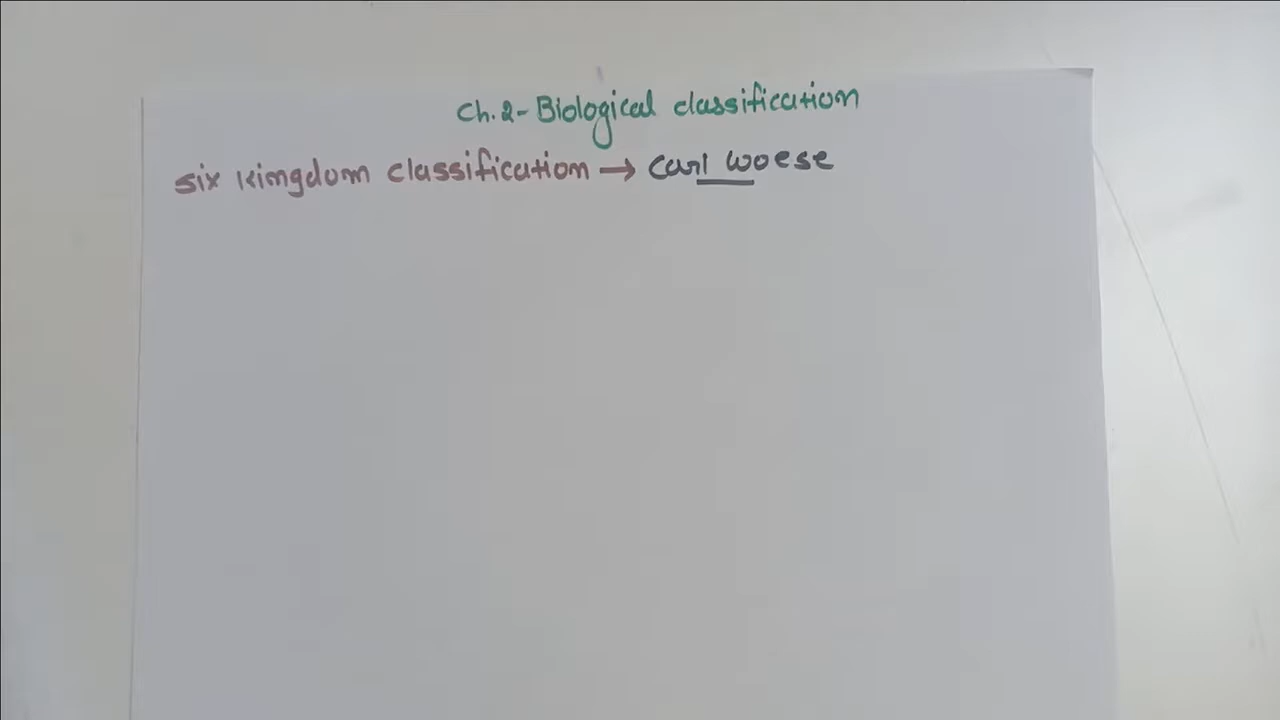 Ch.2- Biological classification
six kingdom classification → carl woese